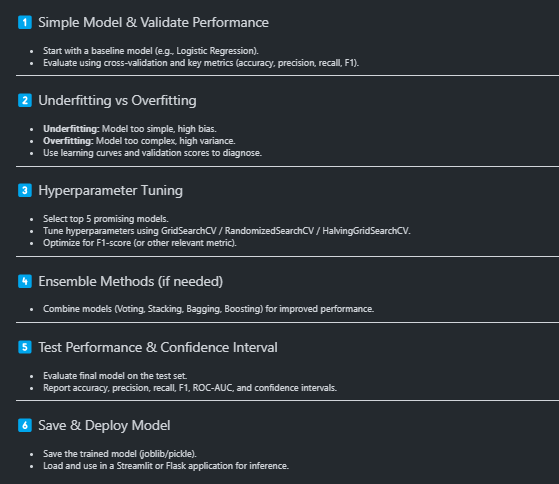 1 Simple Model & Validate Performance
• Start with a baseline model (e.g., Logistic Regression).
• Evaluate using cross-validation and key metrics (accuracy, precision, recall, F1).
2 Underfitting vs Overfitting
• Underfitting: Model too simple, high bias.
• Overfitting: Model too complex, high variance.
• Use learning curves and validation scores to diagnose.
3 Hyperparameter Tuning
• Select top 5 promising models.
• Tune hyperparameters using GridSearchCV / RandomizedSearchCV / HalvingGridSearchCV.
• Optimize for F1-score (or other relevant metric).
4 Ensemble Methods (if needed)
• Combine models (Voting, Stacking, Bagging, Boosting) for improved performance.
5 Test Performance & Confidence Interval
• Evaluate final model on the test set.
• Report accuracy, precision, recall, F1, ROC-AUC, and confidence intervals.
6 Save & Deploy Model
• Save the trained model (joblib/pickle).
• Load and use in a Streamlit or Flask application for inference.